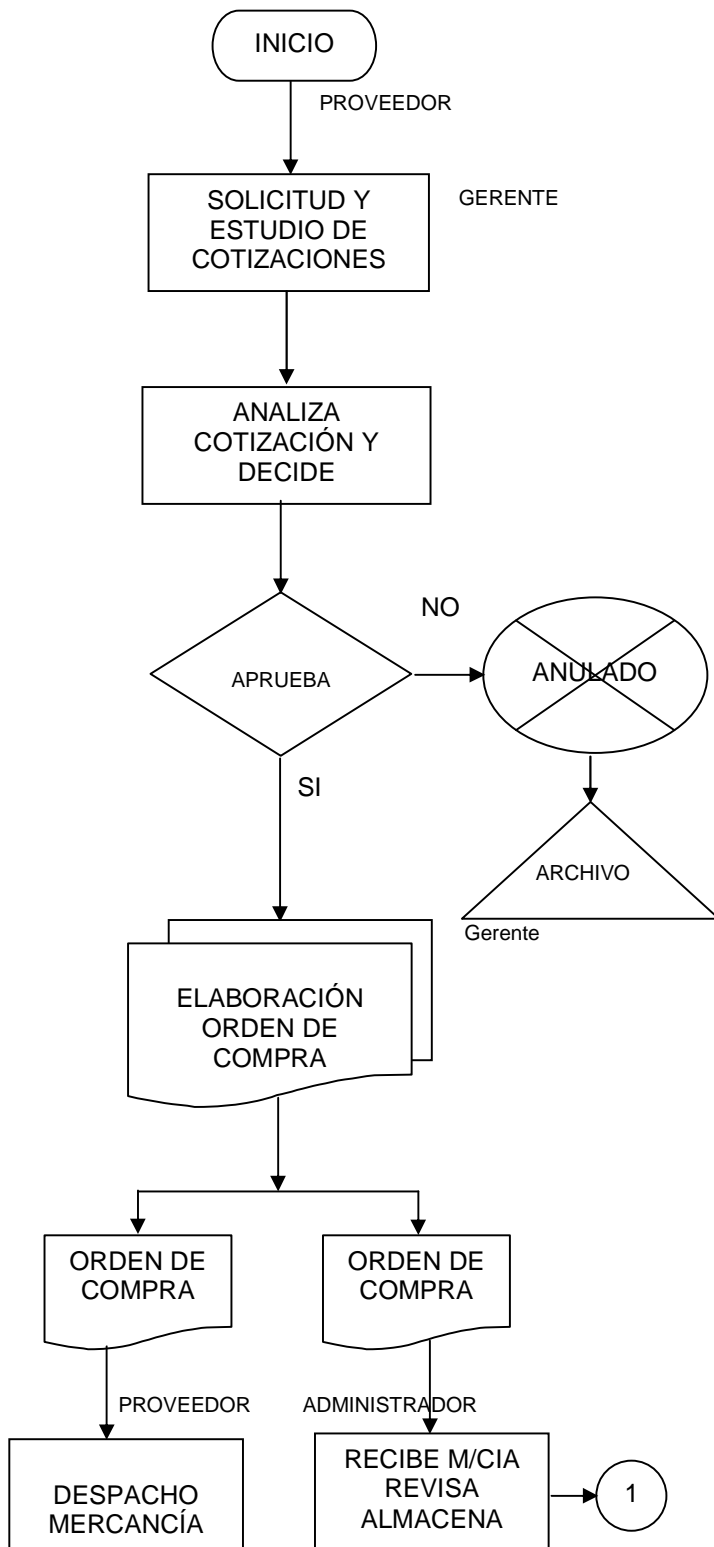 INICIO
PROVEEDOR
SOLICITUD Y
ESTUDIO DE
COTIZACIONES
GERENTE
ANALIZA
COTIZACIÓN Y
DECIDE
NO
APRUEBA
ANULADO
SI
ARCHIVO
Gerente
ELABORACIÓN
ORDEN DE
COMPRA
ORDEN DE
COMPRA
ORDEN DE
COMPRA
PROVEEDOR
ADMINISTRADOR
DESPACHO
MERCANCÍA
RECIBE M/CIA
REVISA
ALMACENA
1